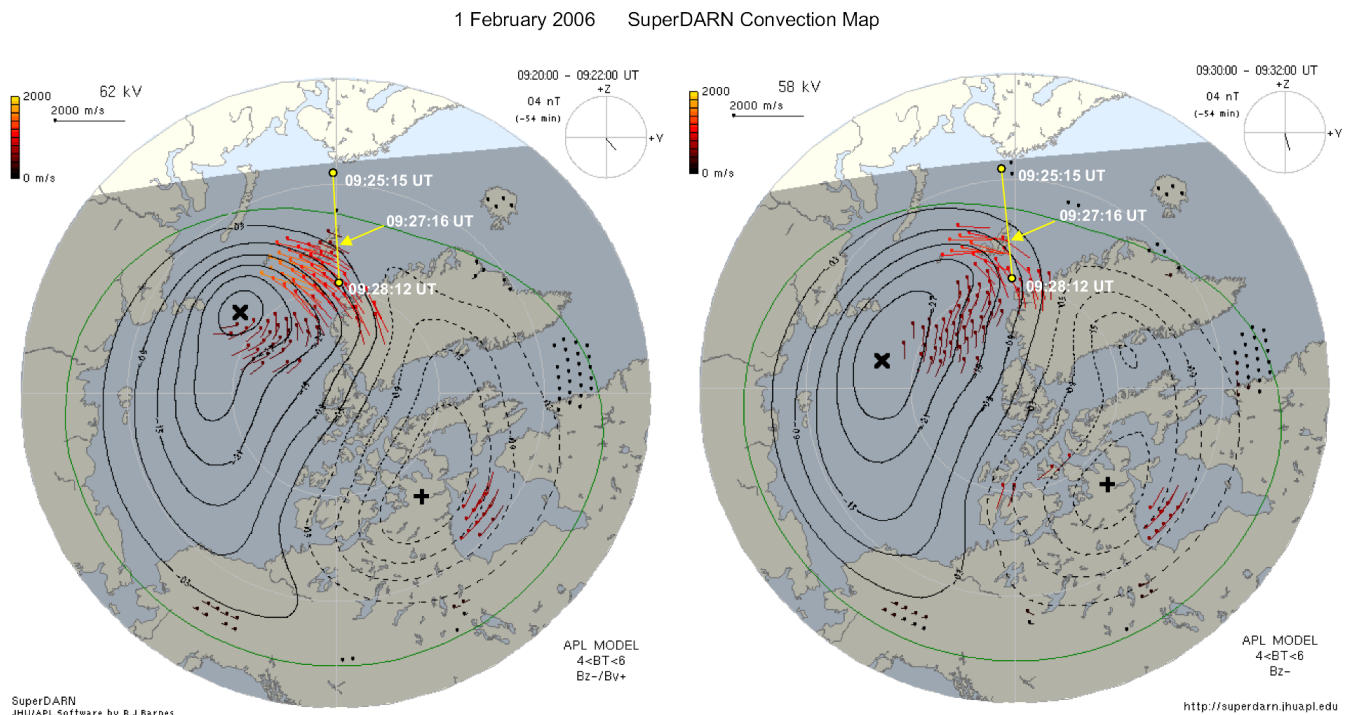 1 February 2006 SuperDARN Convection Map
2000
62 kV
2000 m/s
0 m/s
09:20:00 - 09:22:00 UT
+Z
04 nT
(-54 min)
+Y
09:25:15 UT
09:27:16 UT
09:28:12 UT
APL MODEL
4<BT<6
Bz-/By+
SuperDARN
JHU/APL Software by R.J.Barnes
2000
58 kV
2000 m/s
0 m/s
09:30:00 - 09:32:00 UT
+Z
04 nT
(-54 min)
+Y
09:25:15 UT
09:27:16 UT
09:28:12 UT
APL MODEL
4<BT<6
Bz-
http://superdarn.jhuapl.edu